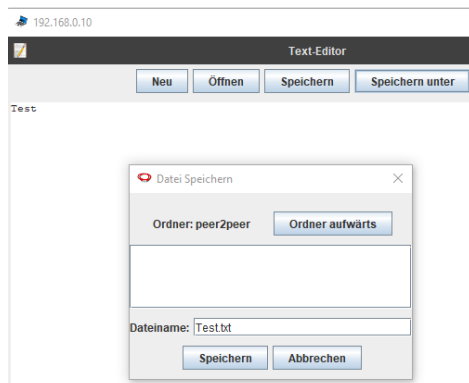 192.168.0.10
Text-Editor
Neu Öffnen Speichern Speichern unter
Test
Datei Speichern
Ordner: peer2peer Ordner aufwärts
Dateiname: Test.txt
Speichern Abbrechen